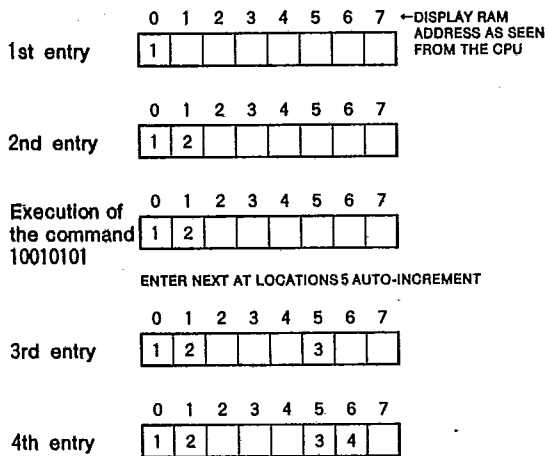 0 1 2 3 4 5 6 7 ←DISPLAY RAM
ADDRESS AS SEEN
FROM THE CPU
1st entry 1
0 1 2 3 4 5 6 7
2nd entry 1 2
0 1 2 3 4 5 6 7
Execution of
the command 1 2
10010101
ENTER NEXT AT LOCATIONS 5 AUTO-INCREMENT
0 1 2 3 4 5 6 7
3rd entry 1 2 3
0 1 2 3 4 5 6 7
4th entry 1 2 3 4